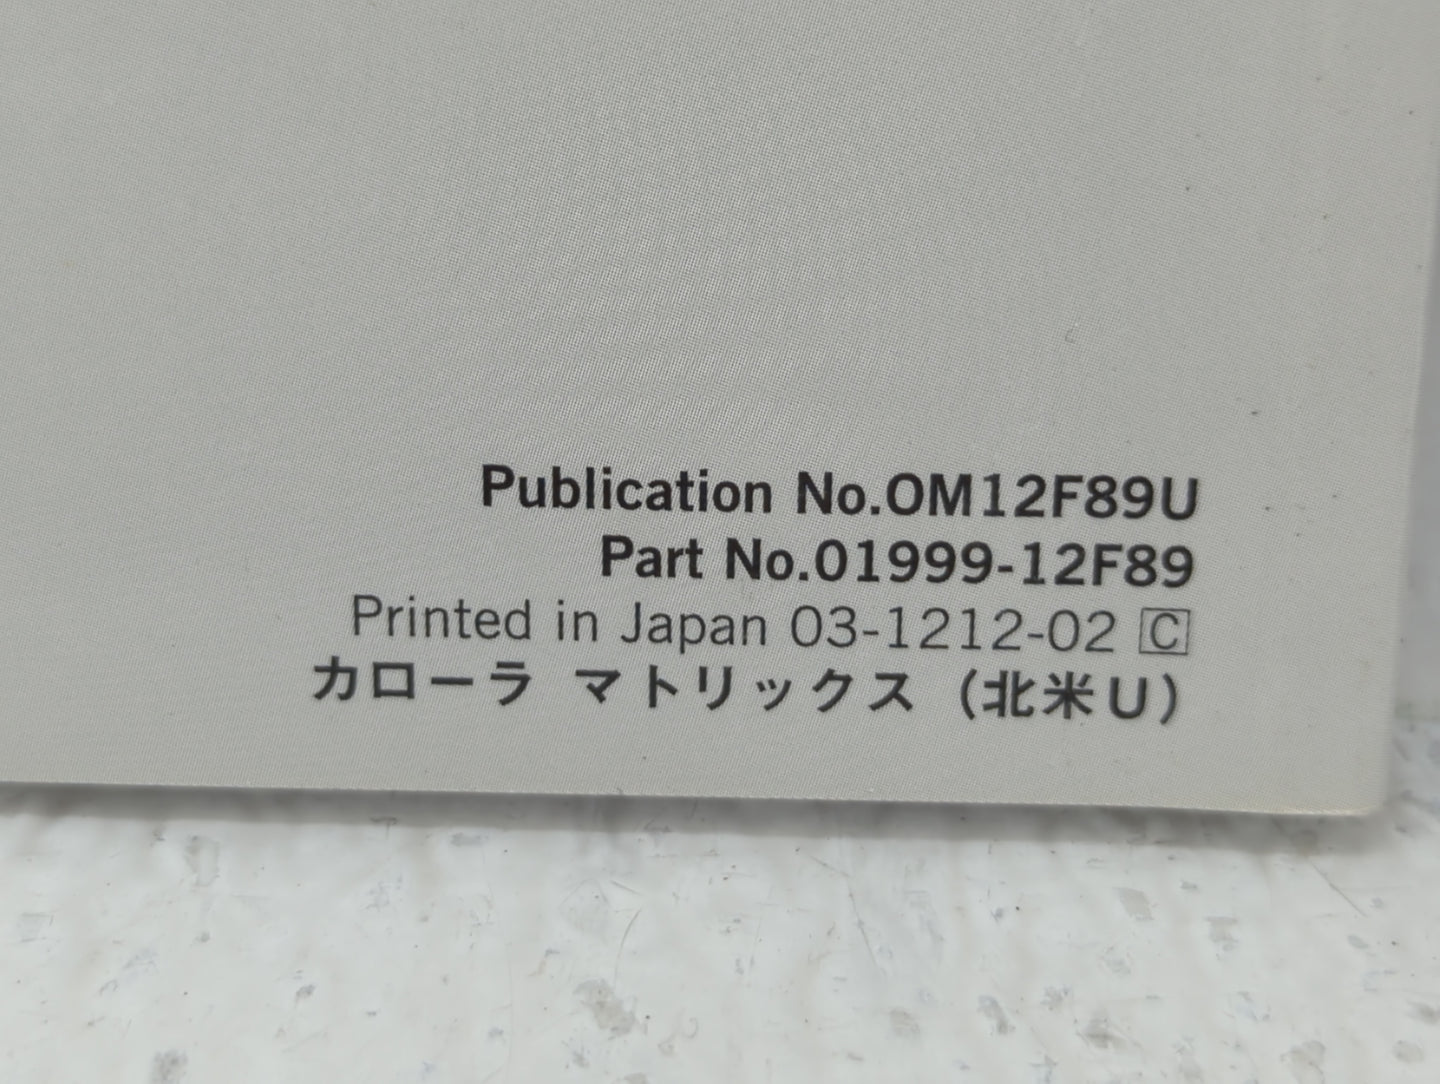 Publication No.OM12F89U
Part No.01999-12F89
Printed in Japan 03-1212-02 C
カローラ マトリックス (北米U)